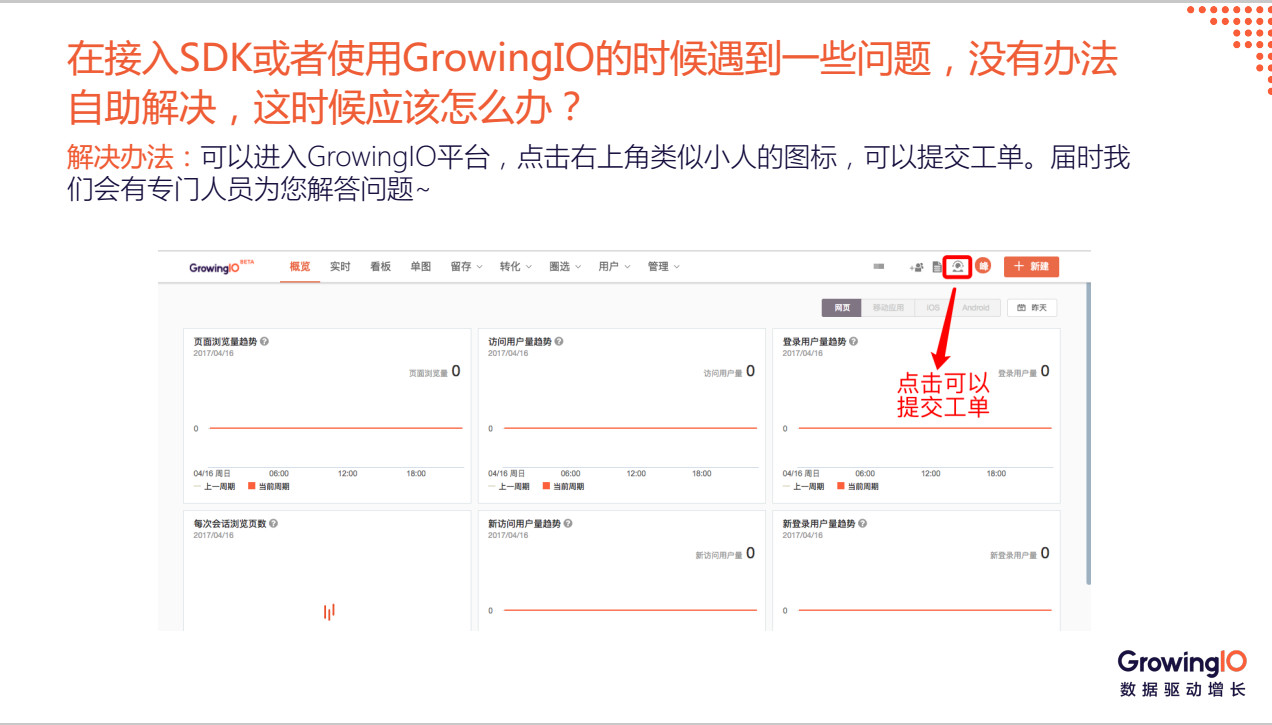 在接入SDK或者使用GrowingIO的时候遇到一些问题，没有办法
自助解决，这时候应该怎么办？
解决办法：可以进入GrowingIO平台，点击右上角类似小人的图标，可以提交工单。届时我
们会有专门人员为您解答问题~
GrowingIO BETA 概览 实时 看板 单图 留存 转化 圈选 用户 管理 峰 + 新建
网页 移动应用 iOS Android 昨天
页面浏览量趋势 访问用户量趋势 登录用户量趋势
2017/04/16 2017/04/16 2017/04/16
页面浏览量 0 访问用户量 0 登录用户量 0
点击可以
提交工单
0 0 0
04/16 周日 06:00 12:00 18:00 04/16 周日 06:00 12:00 18:00 04/16 周日 06:00 12:00 18:00
上一周期 当前周期 上一周期 当前周期 上一周期 当前周期
每次会话浏览页数 新访问用户量趋势 新登录用户量趋势
2017/04/16 2017/04/16 2017/04/16
新访问用户量 0 新登录用户量 0
0 0
GrowingIO
数据驱动增长